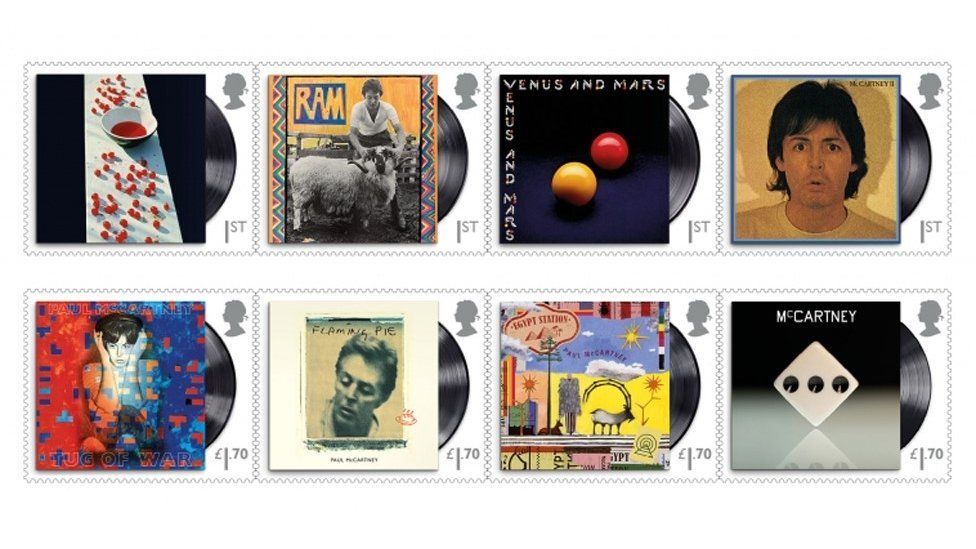 1ST
RAM
1ST
VENUS AND MARS
VENUS AND MARS
1ST
McCARTNEY II
1ST
PAUL McCARTNEY
TUG OF WAR
£1.70
FLAMING PIE
PAUL McCARTNEY
£1.70
EGYPT STATION
PAUL McCARTNEY
EGYPT
£1.70
McCARTNEY
£1.70